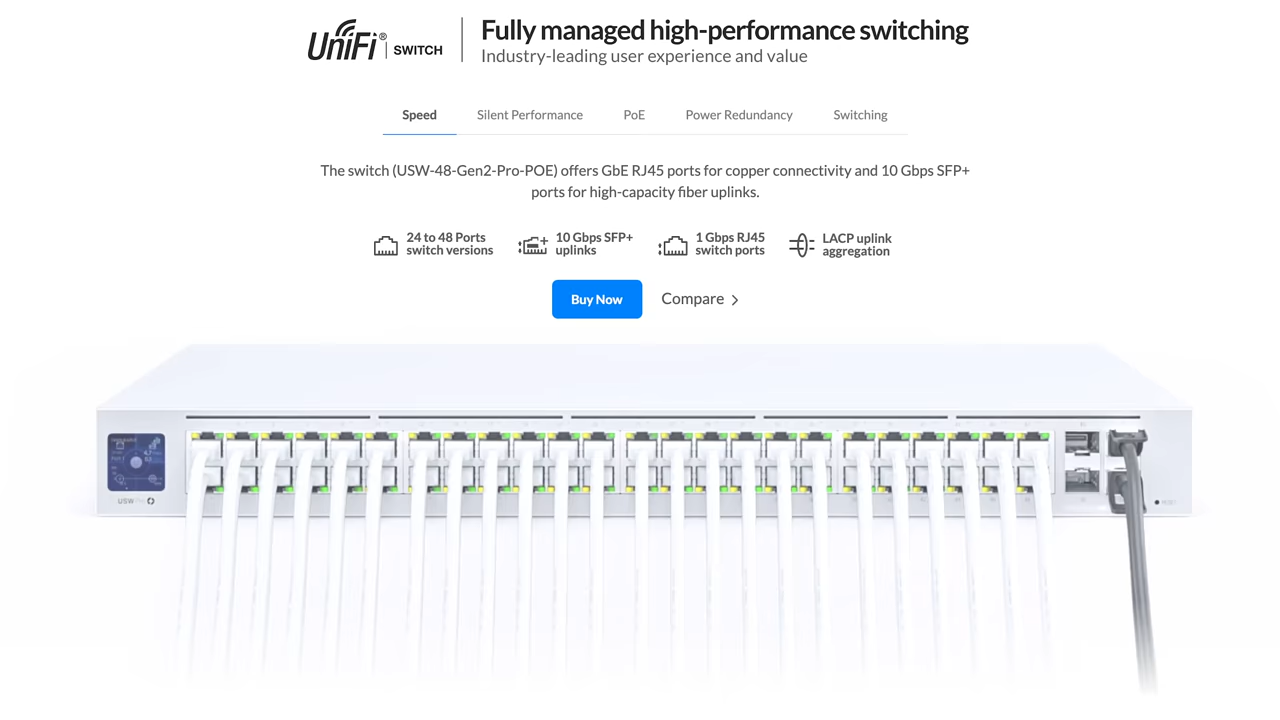 UniFi® SWITCH
Fully managed high-performance switching
Industry-leading user experience and value
Speed Silent Performance PoE Power Redundancy Switching
The switch (USW-48-Gen2-Pro-POE) offers GbE RJ45 ports for copper connectivity and 10 Gbps SFP+
ports for high-capacity fiber uplinks.
24 to 48 Ports
switch versions
10 Gbps SFP+
uplinks
1 Gbps RJ45
switch ports
LACP uplink
aggregation
Buy Now
Compare
USW
RESET